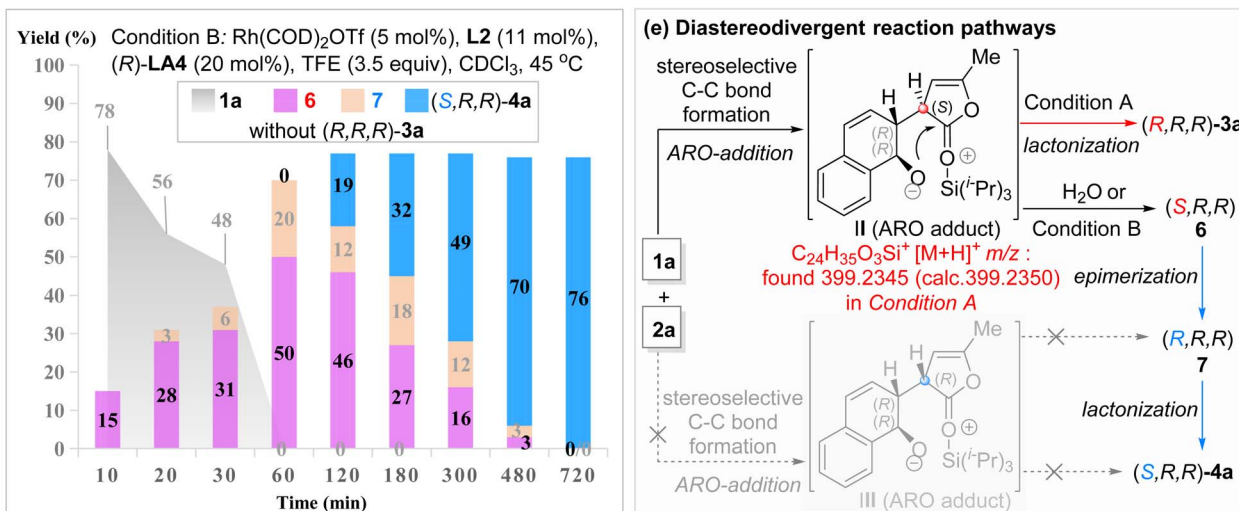 Yield (%)
Condition B: Rh(COD)₂OTf (5 mol%), L2 (11 mol%),
(R)-LA4 (20 mol%), TFE (3.5 equiv), CDCl₃, 45 °C
1a 6 7 (S,R,R)-4a
without (R,R,R)-3a
100
90
80
70
60
50
40
30
20
10
0
78
56
48
15
28
3
31
6
50
20
0
0
46
12
19
27
18
32
0
16
12
49
3
3
70
0
0
76
10 20 30 60 120 180 300 480 720
Time (min)
(e) Diastereodivergent reaction pathways
stereoselective
C-C bond
formation
ARO-addition
H
H
(S)
Me
O
(R)
(R)
O
O
⊖
⊕
Si(ⁱ⁻Pr)₃
II (ARO adduct)
Condition A
lactonization
(R,R,R)-3a
H₂O or
Condition B
(S,R,R)
6
C₂₄H₃₅O₃Si⁺ [M+H]⁺ m/z :
found 399.2345 (calc.399.2350)
in Condition A
epimerization
1a
+
2a
(R,R,R)
7
stereoselective
C-C bond
formation
ARO-addition
H
H
(R)
Me
O
(R)
(R)
O
O
⊖
⊕
Si(ⁱ⁻Pr)₃
III (ARO adduct)
lactonization
(S,R,R)-4a